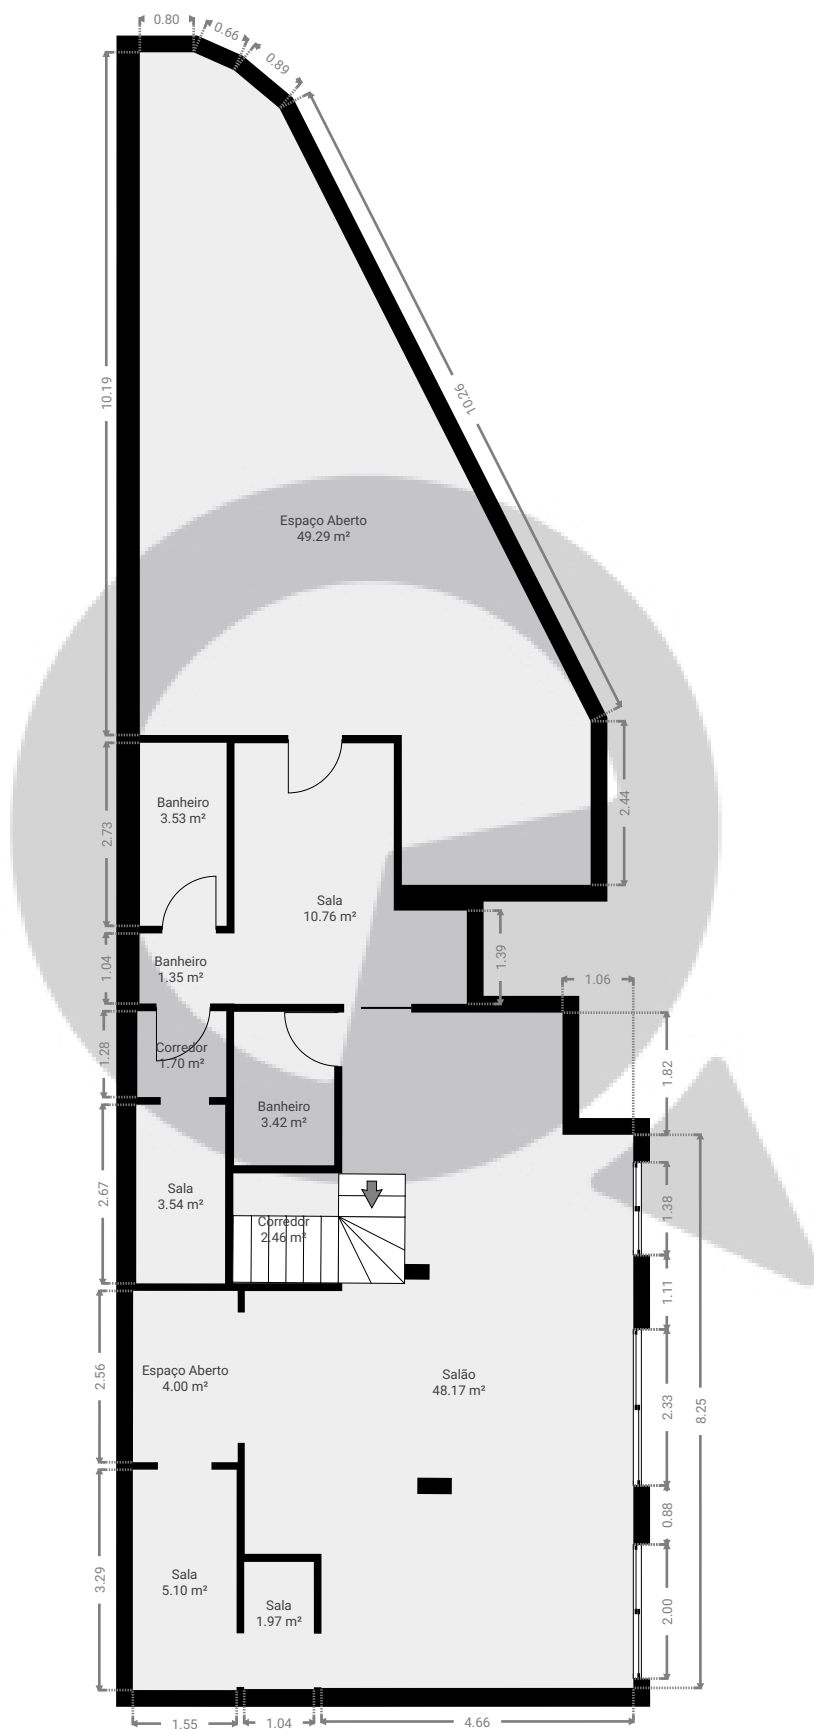 0.80
0.66
0.89
10.19
10.26
Espaço Aberto
49.29 m²
2.44
2.73
Banheiro
3.53 m²
Sala
10.76 m²
1.39
1.04
Banheiro
1.35 m²
1.06
1.28
Corredor
1.70 m²
1.82
Banheiro
3.42 m²
2.67
Sala
3.54 m²
1.38
Corredor
2.46 m²
1.11
2.56
Espaço Aberto
4.00 m²
Salão
48.17 m²
2.33
8.25
0.88
3.29
Sala
5.10 m²
Sala
1.97 m²
2.00
1.55
1.04
4.66